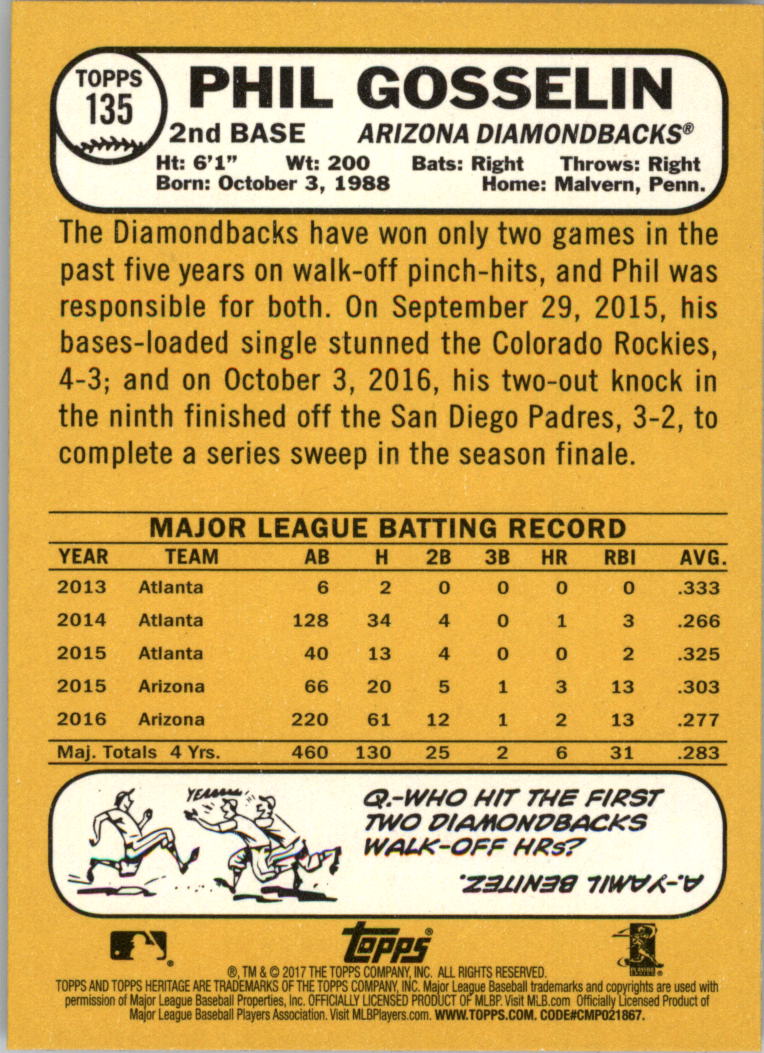 TOPPS
135
PHIL GOSSELIN
2nd BASE ARIZONA DIAMONDBACKS®
Ht: 6'1" Wt: 200 Bats: Right Throws: Right
Born: October 3, 1988 Home: Malvern, Penn.
The Diamondbacks have won only two games in the
past five years on walk-off pinch-hits, and Phil was
responsible for both. On September 29, 2015, his
bases-loaded single stunned the Colorado Rockies,
4-3; and on October 3, 2016, his two-out knock in
the ninth finished off the San Diego Padres, 3-2, to
complete a series sweep in the season finale.
MAJOR LEAGUE BATTING RECORD
YEAR TEAM AB H 2B 3B HR RBI AVG.
2013 Atlanta 6 2 0 0 0 0 .333
2014 Atlanta 128 34 4 0 1 3 .266
2015 Atlanta 40 13 4 0 0 2 .325
2015 Arizona 66 20 5 1 3 13 .303
2016 Arizona 220 61 12 1 2 13 .277
Maj. Totals 4 Yrs. 460 130 25 2 6 31 .283
Q.-WHO HIT THE FIRST
TWO DIAMONDBACKS
WALK-OFF HRs?
A.-YAMIL BENITEZ.
Topps®
®, TM & © 2017 THE TOPPS COMPANY, INC. ALL RIGHTS RESERVED.
TOPPS AND TOPPS HERITAGE ARE TRADEMARKS OF THE TOPPS COMPANY, INC. Major League Baseball trademarks and copyrights are used with
permission of Major League Baseball Properties, Inc. OFFICIALLY LICENSED PRODUCT OF MLBP. Visit MLB.com Officially Licensed Product of
Major League Baseball Players Association. Visit MLBPlayers.com. WWW.TOPPS.COM. CODE#CMP021867.